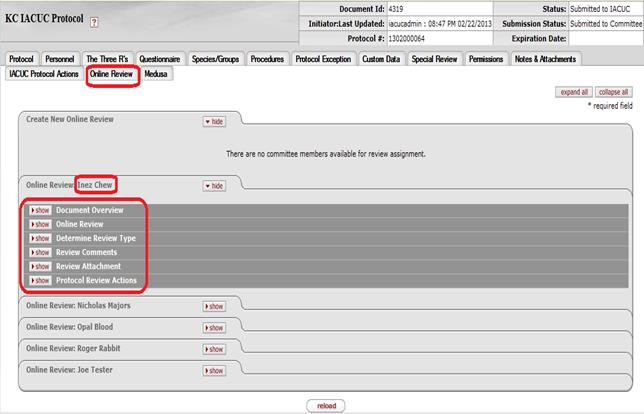 KC IACUC Protocol ?
Document Id: 4319 Status: Submitted to IACUC
Initiator:Last Updated: iacucadmin : 08:47 PM 02/22/2013 Submission Status: Submitted to Committee
Protocol #: 1302000064 Expiration Date:
Protocol Personnel The Three R's Questionnaire Species/Groups Procedures Protocol Exception Custom Data Special Review Permissions Notes & Attachments
IACUC Protocol Actions Online Review Medusa
expand all collapse all
* required field
Create New Online Review hide
There are no committee members available for review assignment.
Online Review: Inez Chew hide
show Document Overview
show Online Review
show Determine Review Type
show Review Comments
show Review Attachment
show Protocol Review Actions
Online Review: Nicholas Majors show
Online Review: Opal Blood show
Online Review: Roger Rabbit show
Online Review: Joe Tester show
reload